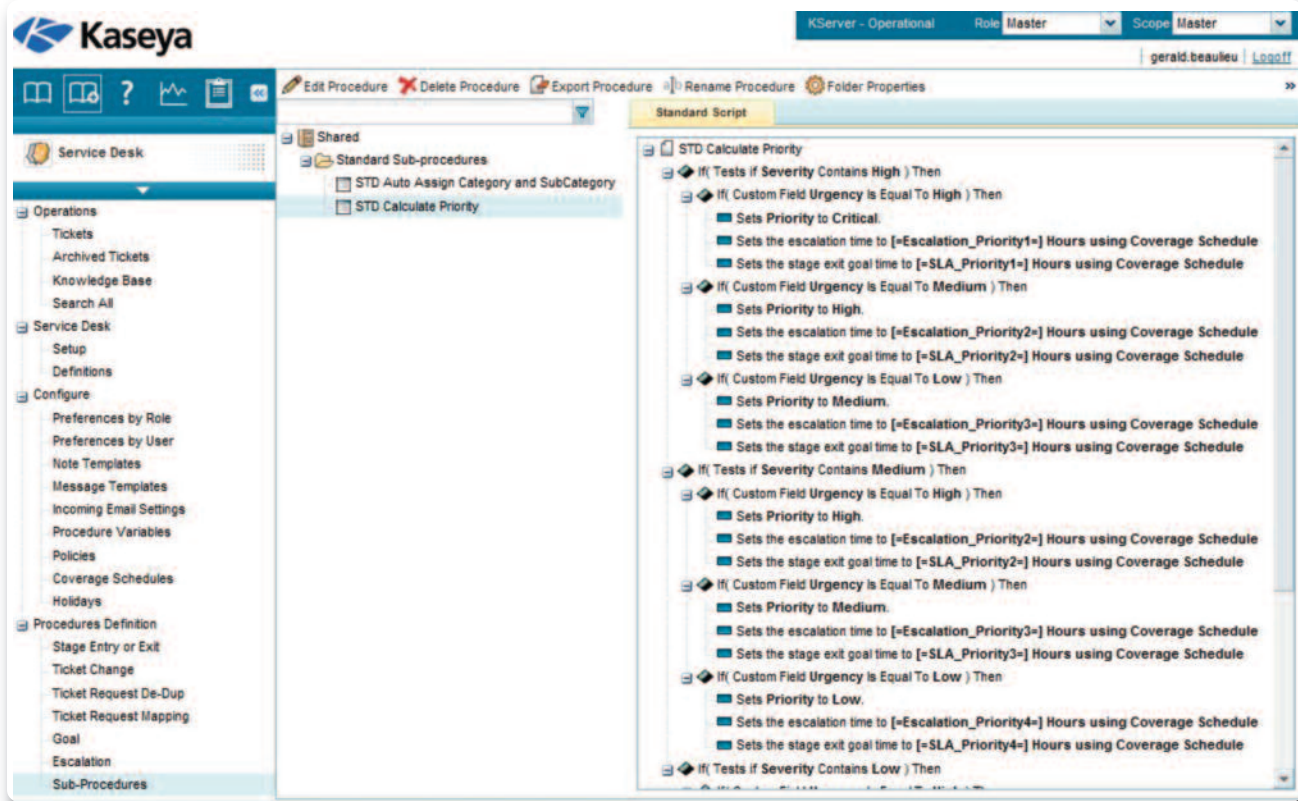 Kaseya
KServer - Operational Role Master Scope Master
gerald.beaulieu Logoff
?
Edit Procedure Delete Procedure Export Procedure Rename Procedure Folder Properties
Service Desk
Operations
Tickets
Archived Tickets
Knowledge Base
Search All
Service Desk
Setup
Definitions
Configure
Preferences by Role
Preferences by User
Note Templates
Message Templates
Incoming Email Settings
Procedure Variables
Policies
Coverage Schedules
Holidays
Procedures Definition
Stage Entry or Exit
Ticket Change
Ticket Request De-Dup
Ticket Request Mapping
Goal
Escalation
Sub-Procedures
Shared
Standard Sub-procedures
STD Auto Assign Category and SubCategory
STD Calculate Priority
Standard Script
STD Calculate Priority
If( Tests if Severity Contains High ) Then
If( Custom Field Urgency Is Equal To High ) Then
Sets Priority to Critical.
Sets the escalation time to [=Escalation_Priority1=] Hours using Coverage Schedule
Sets the stage exit goal time to [=SLA_Priority1=] Hours using Coverage Schedule
If( Custom Field Urgency Is Equal To Medium ) Then
Sets Priority to High.
Sets the escalation time to [=Escalation_Priority2=] Hours using Coverage Schedule
Sets the stage exit goal time to [=SLA_Priority2=] Hours using Coverage Schedule
If( Custom Field Urgency Is Equal To Low ) Then
Sets Priority to Medium.
Sets the escalation time to [=Escalation_Priority3=] Hours using Coverage Schedule
Sets the stage exit goal time to [=SLA_Priority3=] Hours using Coverage Schedule
If( Tests if Severity Contains Medium ) Then
If( Custom Field Urgency Is Equal To High ) Then
Sets Priority to High.
Sets the escalation time to [=Escalation_Priority2=] Hours using Coverage Schedule
Sets the stage exit goal time to [=SLA_Priority2=] Hours using Coverage Schedule
If( Custom Field Urgency Is Equal To Medium ) Then
Sets Priority to Medium.
Sets the escalation time to [=Escalation_Priority3=] Hours using Coverage Schedule
Sets the stage exit goal time to [=SLA_Priority3=] Hours using Coverage Schedule
If( Custom Field Urgency Is Equal To Low ) Then
Sets Priority to Low.
Sets the escalation time to [=Escalation_Priority4=] Hours using Coverage Schedule
Sets the stage exit goal time to [=SLA_Priority4=] Hours using Coverage Schedule
If( Tests if Severity Contains Low ) Then